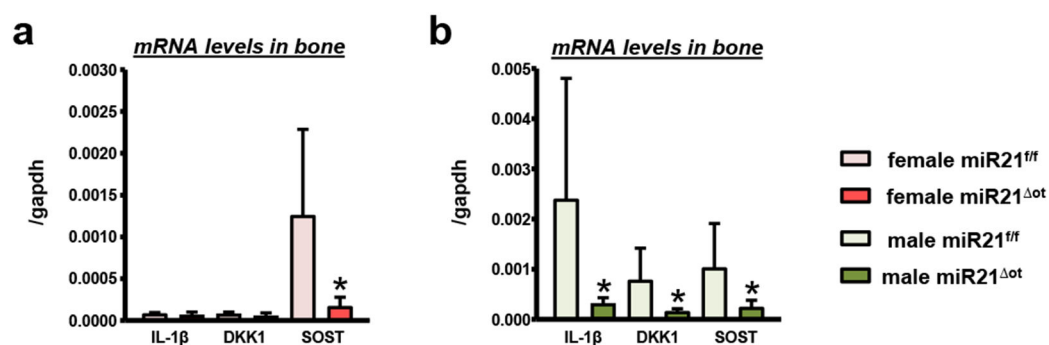 a
mRNA levels in bone
/gapdh
0.0030
0.0025
0.0020
0.0015
0.0010
0.0005
0.0000
*
IL-1β DKK1 SOST
b
mRNA levels in bone
0.005
0.004
0.003
0.002
0.001
0.000
* * *
IL-1β DKK1 SOST
female miR21f/f
female miR21Δot
male miR21f/f
male miR21Δot